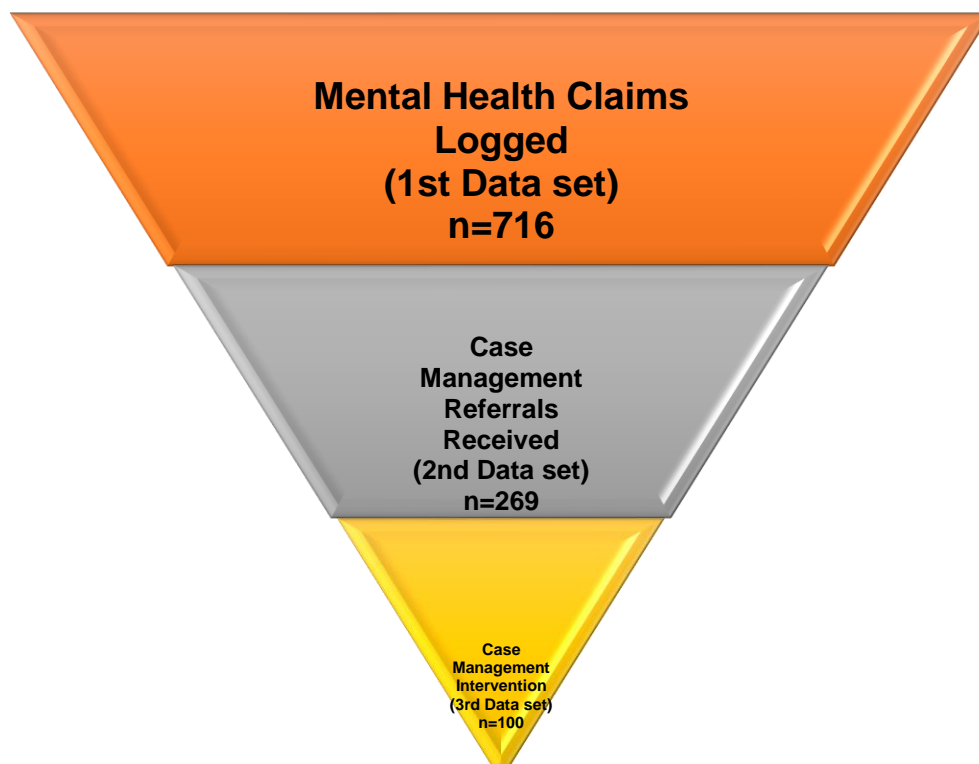 Mental Health Claims
Logged
(1st Data set)
n=716
Case
Management
Referrals
Received
(2nd Data set)
n=269
Case
Management
Intervention
(3rd Data set)
n=100